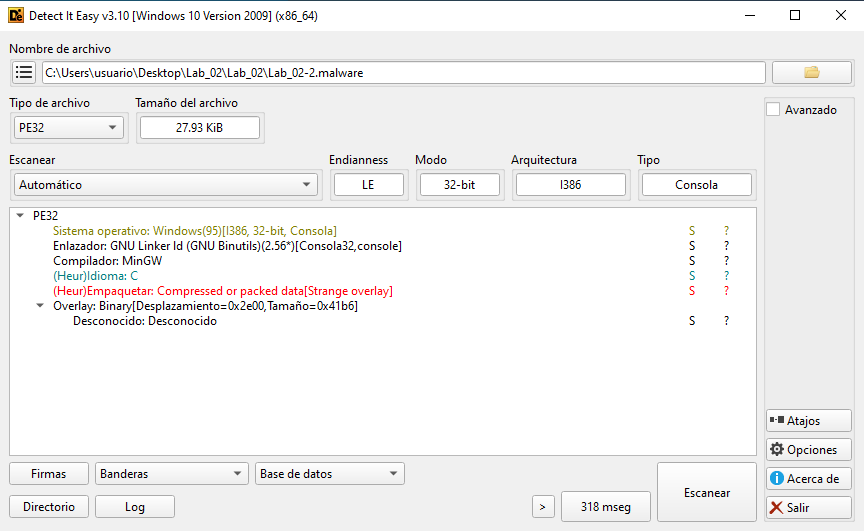 Detect It Easy v3.10 [Windows 10 Version 2009] (x86_64)
Nombre de archivo
C:\Users\usuario\Desktop\Lab_02\Lab_02\Lab_02-2.malware
Tipo de archivo Tamaño del archivo
PE32 27.93 KiB
Avanzado
Escanear Endianness Modo Arquitectura Tipo
Automático LE 32-bit I386 Consola
PE32
Sistema operativo: Windows(95)[I386, 32-bit, Consola] S ?
Enlazador: GNU Linker ld (GNU Binutils)(2.56*)[Consola32,console] S ?
Compilador: MinGW S ?
(Heur)Idioma: C S ?
(Heur)Empaquetar: Compressed or packed data[Strange overlay] S ?
Overlay: Binary[Desplazamiento=0x2e00,Tamaño=0x41b6]
Desconocido: Desconocido S ?
Atajos
Opciones
Acerca de
Salir
Firmas Banderas Base de datos Escanear
Directorio Log > 318 mseg